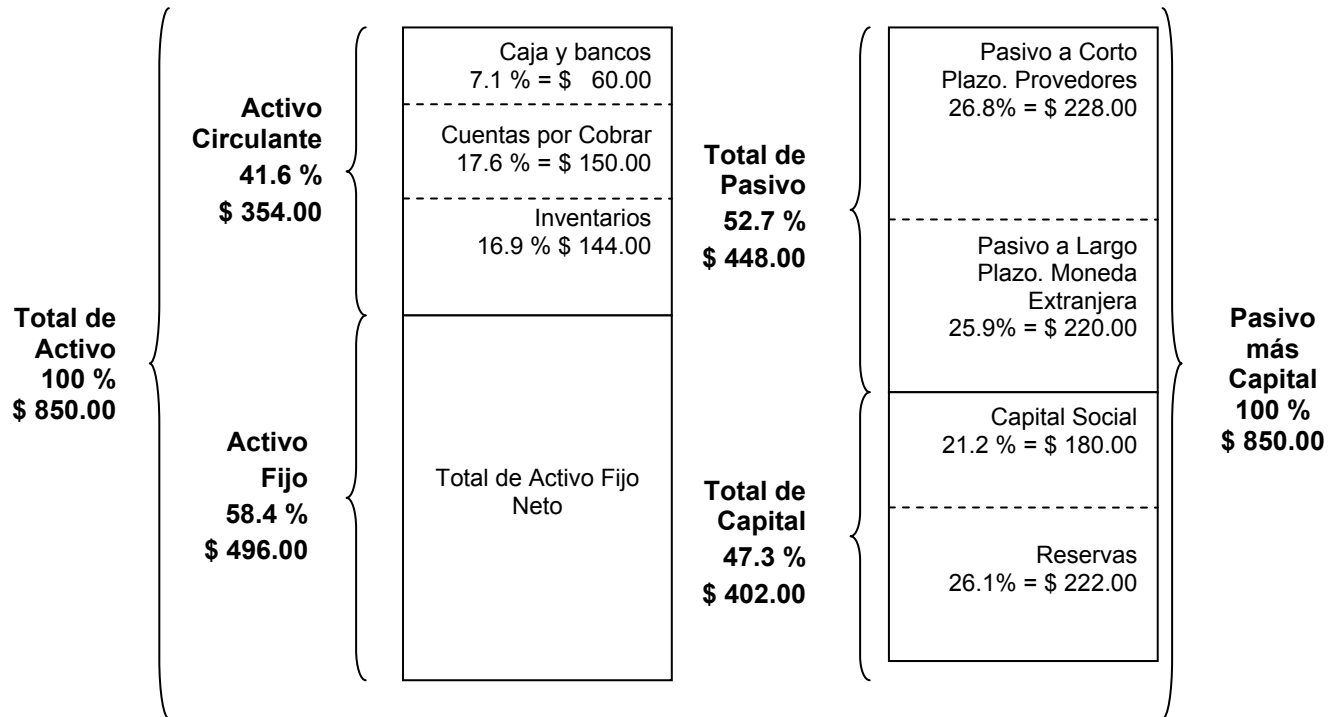 Total de
Activo
100 %
$ 850.00
Activo
Circulante
41.6 %
$ 354.00
Activo
Fijo
58.4 %
$ 496.00
Caja y bancos
7.1 % = $ 60.00
Cuentas por Cobrar
17.6 % = $ 150.00
Inventarios
16.9 % $ 144.00
Total de Activo Fijo
Neto
Total de
Pasivo
52.7 %
$ 448.00
Total de
Capital
47.3 %
$ 402.00
Pasivo a Corto
Plazo. Provedores
26.8% = $ 228.00
Pasivo a Largo
Plazo. Moneda
Extranjera
25.9% = $ 220.00
Capital Social
21.2 % = $ 180.00
Reservas
26.1% = $ 222.00
Pasivo
más
Capital
100 %
$ 850.00